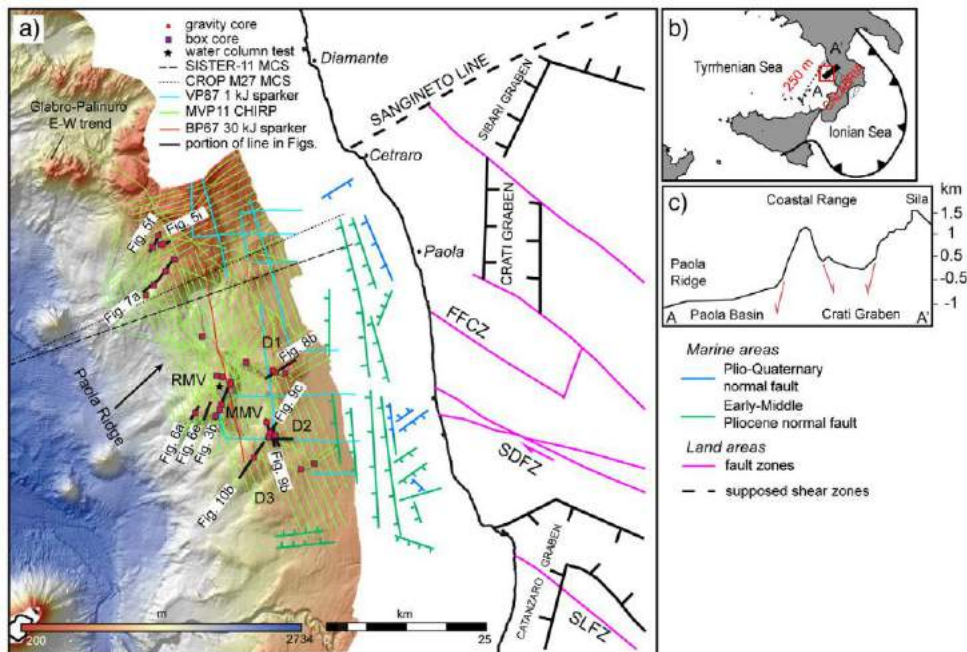 a)
gravity core
box core
water column test
SISTER-11 MCS
CROP M27 MCS
VP87 1 kJ sparker
MVP11 CHIRP
BP67 30 kJ sparker
portion of line in Figs.
Glabro-Palinuro
E-W trend
Diamante
SANGINETO LINE
Cetraro
SIBARI GRABEN
CRATI GRABEN
Paola
Fig. 5f
Fig. 5i
Fig. 7a
FFCZ
D1
Fig. 8b
RMV
MMV
Fig. 9c
D2
Paola Ridge
Fig. 6a
Fig. 6e
Fig. 3b
Fig. 9b
Fig. 10b
D3
SDFZ
CATANZARO GRABEN
SLFZ
m
km
2734
25
b)
Tyrrhenian Sea
A'
250 m
A
Ionian Sea
c)
km
Coastal Range
Sila
1.5
1
Paola
Ridge
-0.5
-1
A
Paola Basin
Crati Graben
A'
Marine areas
Plio-Quaternary
normal fault
Early-Middle
Pliocene normal fault
Land areas
fault zones
supposed shear zones